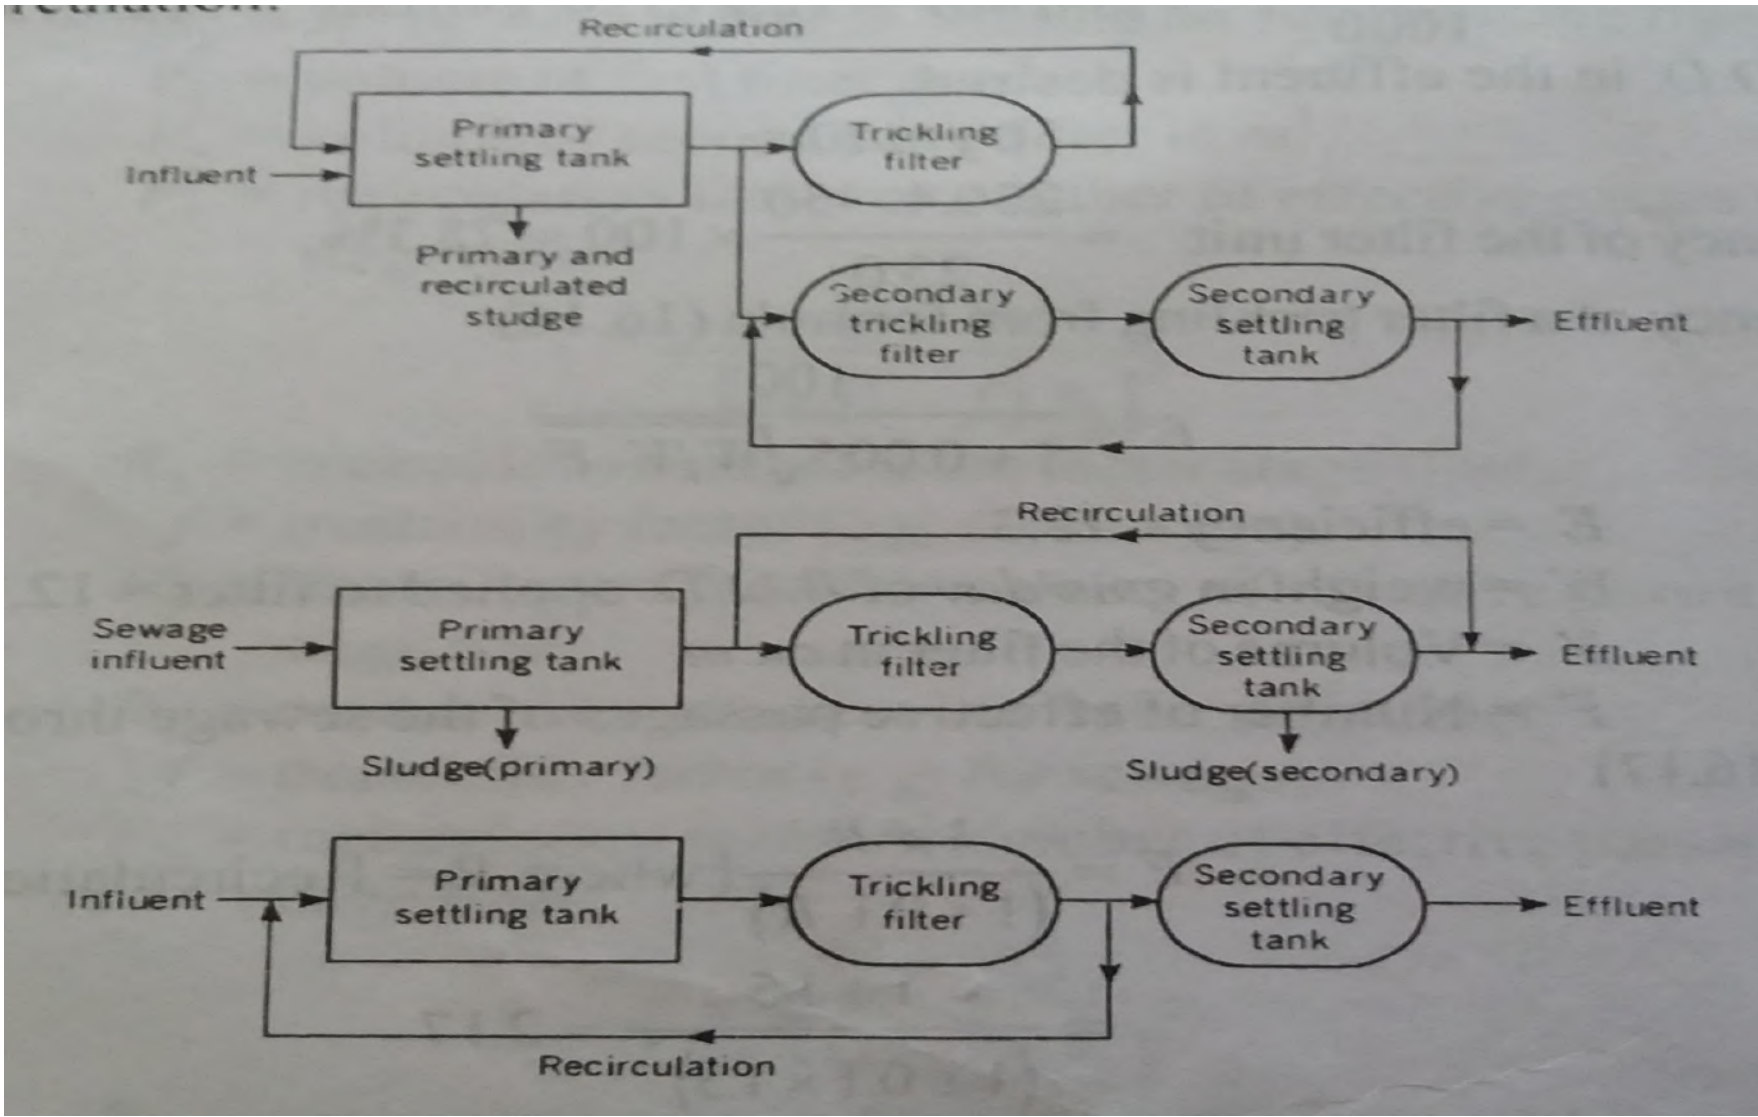 Recirculation
Primary
settling tank
Trickling
filter
Influent
Primary and
recirculated
studge
Secondary
trickling
filter
Secondary
settling
tank
Effluent
Recirculation
Sewage
influent
Primary
settling tank
Trickling
filter
Secondary
settling
tank
Effluent
Sludge(primary)
Sludge(secondary)
Influent
Primary
settling tank
Trickling
filter
Secondary
settling
tank
Effluent
Recirculation